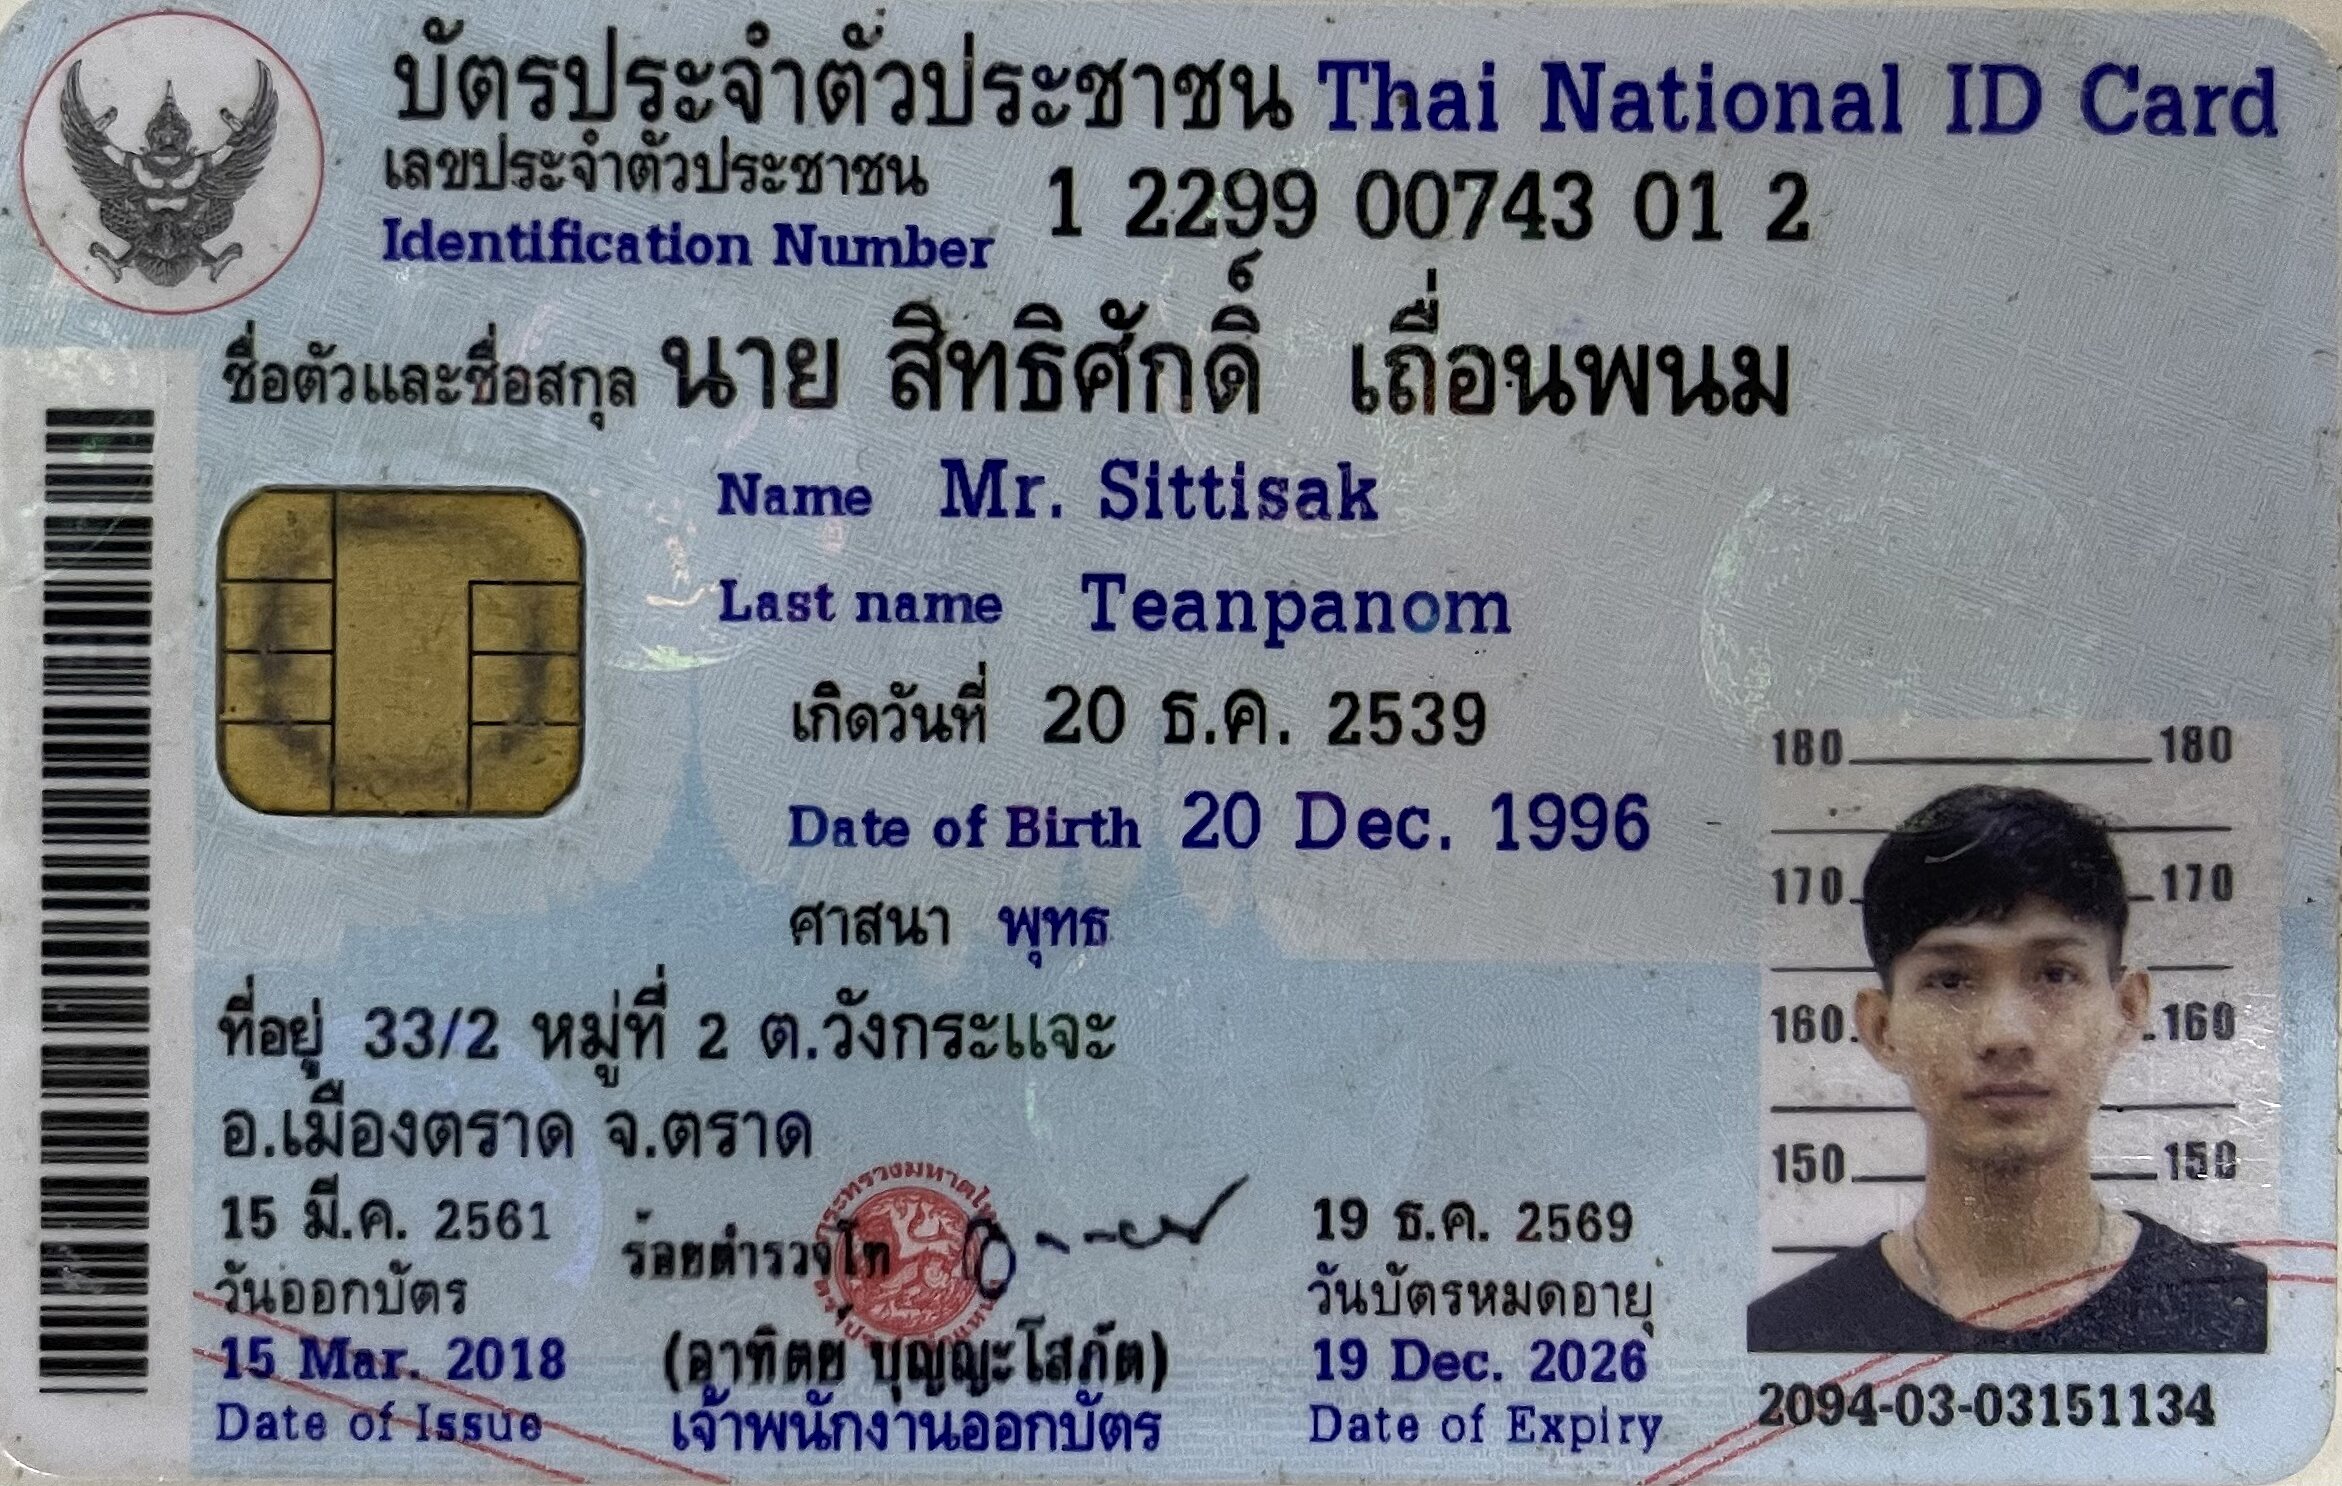 บัตรประจำตัวประชาชน Thai National ID Card
เลขประจำตัวประชาชน
Identification Number 1 2299 00743 01 2
ชื่อตัวและชื่อสกุล นาย สิทธิศักดิ์ เถื่อนพนม
Name Mr. Sittisak
Last name Teanpanom
เกิดวันที่ 20 ธ.ค. 2539
Date of Birth 20 Dec. 1996
ศาสนา พุทธ
ที่อยู่ 33/2 หมู่ที่ 2 ต.วังกระแจะ
อ.เมืองตราด จ.ตราด
15 มี.ค. 2561
วันออกบัตร
15 Mar. 2018
Date of Issue
ร้อยตำรวจโท
(อาทิตย บุญญะโสภัต)
เจ้าพนักงานออกบัตร
19 ธ.ค. 2569
วันบัตรหมดอายุ
19 Dec. 2026
Date of Expiry
180 180
170 170
160 160
150 150
2094-03-03151134